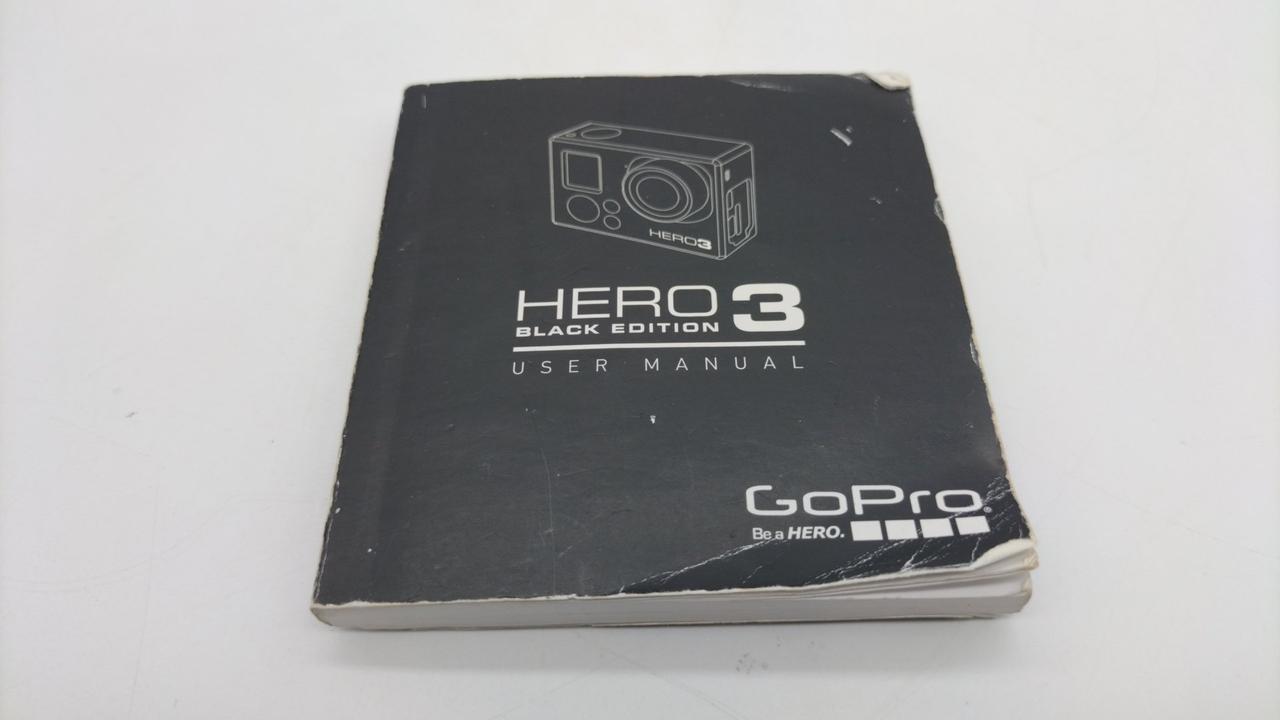 HERO3
HERO 3
BLACK EDITION
USER MANUAL
GoPro®
Be a HERO.